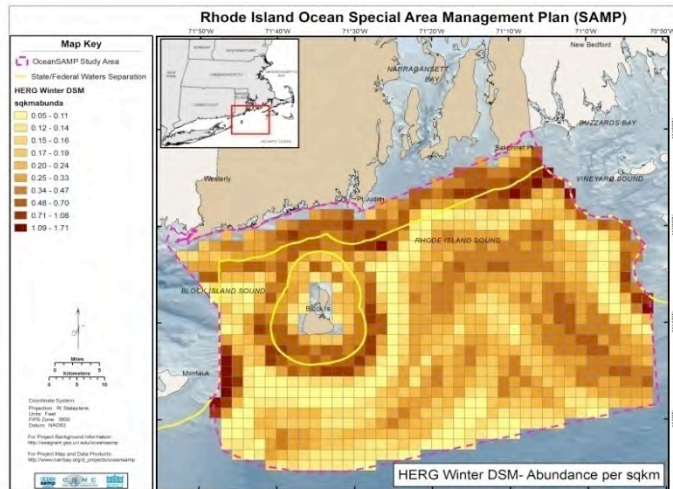 Rhode Island Ocean Special Area Management Plan (SAMP)
Map Key
OceanSAMP Study Area
State/Federal Waters Separation
HERG Winter DSM
sqkmabunda
0.05 - 0.11
0.12 - 0.14
0.15 - 0.16
0.17 - 0.19
0.20 - 0.24
0.25 - 0.33
0.34 - 0.47
0.48 - 0.70
0.71 - 1.08
1.09 - 1.71
Miles
Kilometers
Coordinate System:
Projection: RI Stateplane
Units: Feet
FIPS Zone: 3800
Datum: NAD83
For Project Background Information:
For Project Map and Data Products:
71°50'
71°40'
71°30'
71°20'
71°10'
71°
New Bedford
NARRAGANSETT
BAY
BUZZARDS BAY
Sakonnet Pt
VINEYARD SOUND
Westerly
Pt Judith
RHODE ISLAND SOUND
BLOCK ISLAND SOUND
Block Is
Montauk
HERG Winter DSM- Abundance per sqkm